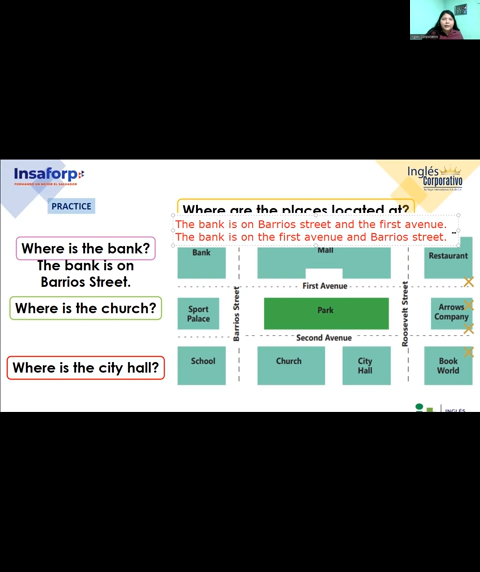 Insaforp
Inglés
Corporativo
PRACTICE
Where are the places located at?
The bank is on Barrios street and the first avenue.
The bank is on the first avenue and Barrios street.
Where is the bank?
The bank is on
Barrios Street.
Where is the church?
Where is the city hall?
Bank
Mall
Restaurant
First Avenue
Barrios Street
Roosevelt Street
Sport
Palace
Park
Arrows
Company
Second Avenue
School
Church
City
Hall
Book
World
INGLÉS